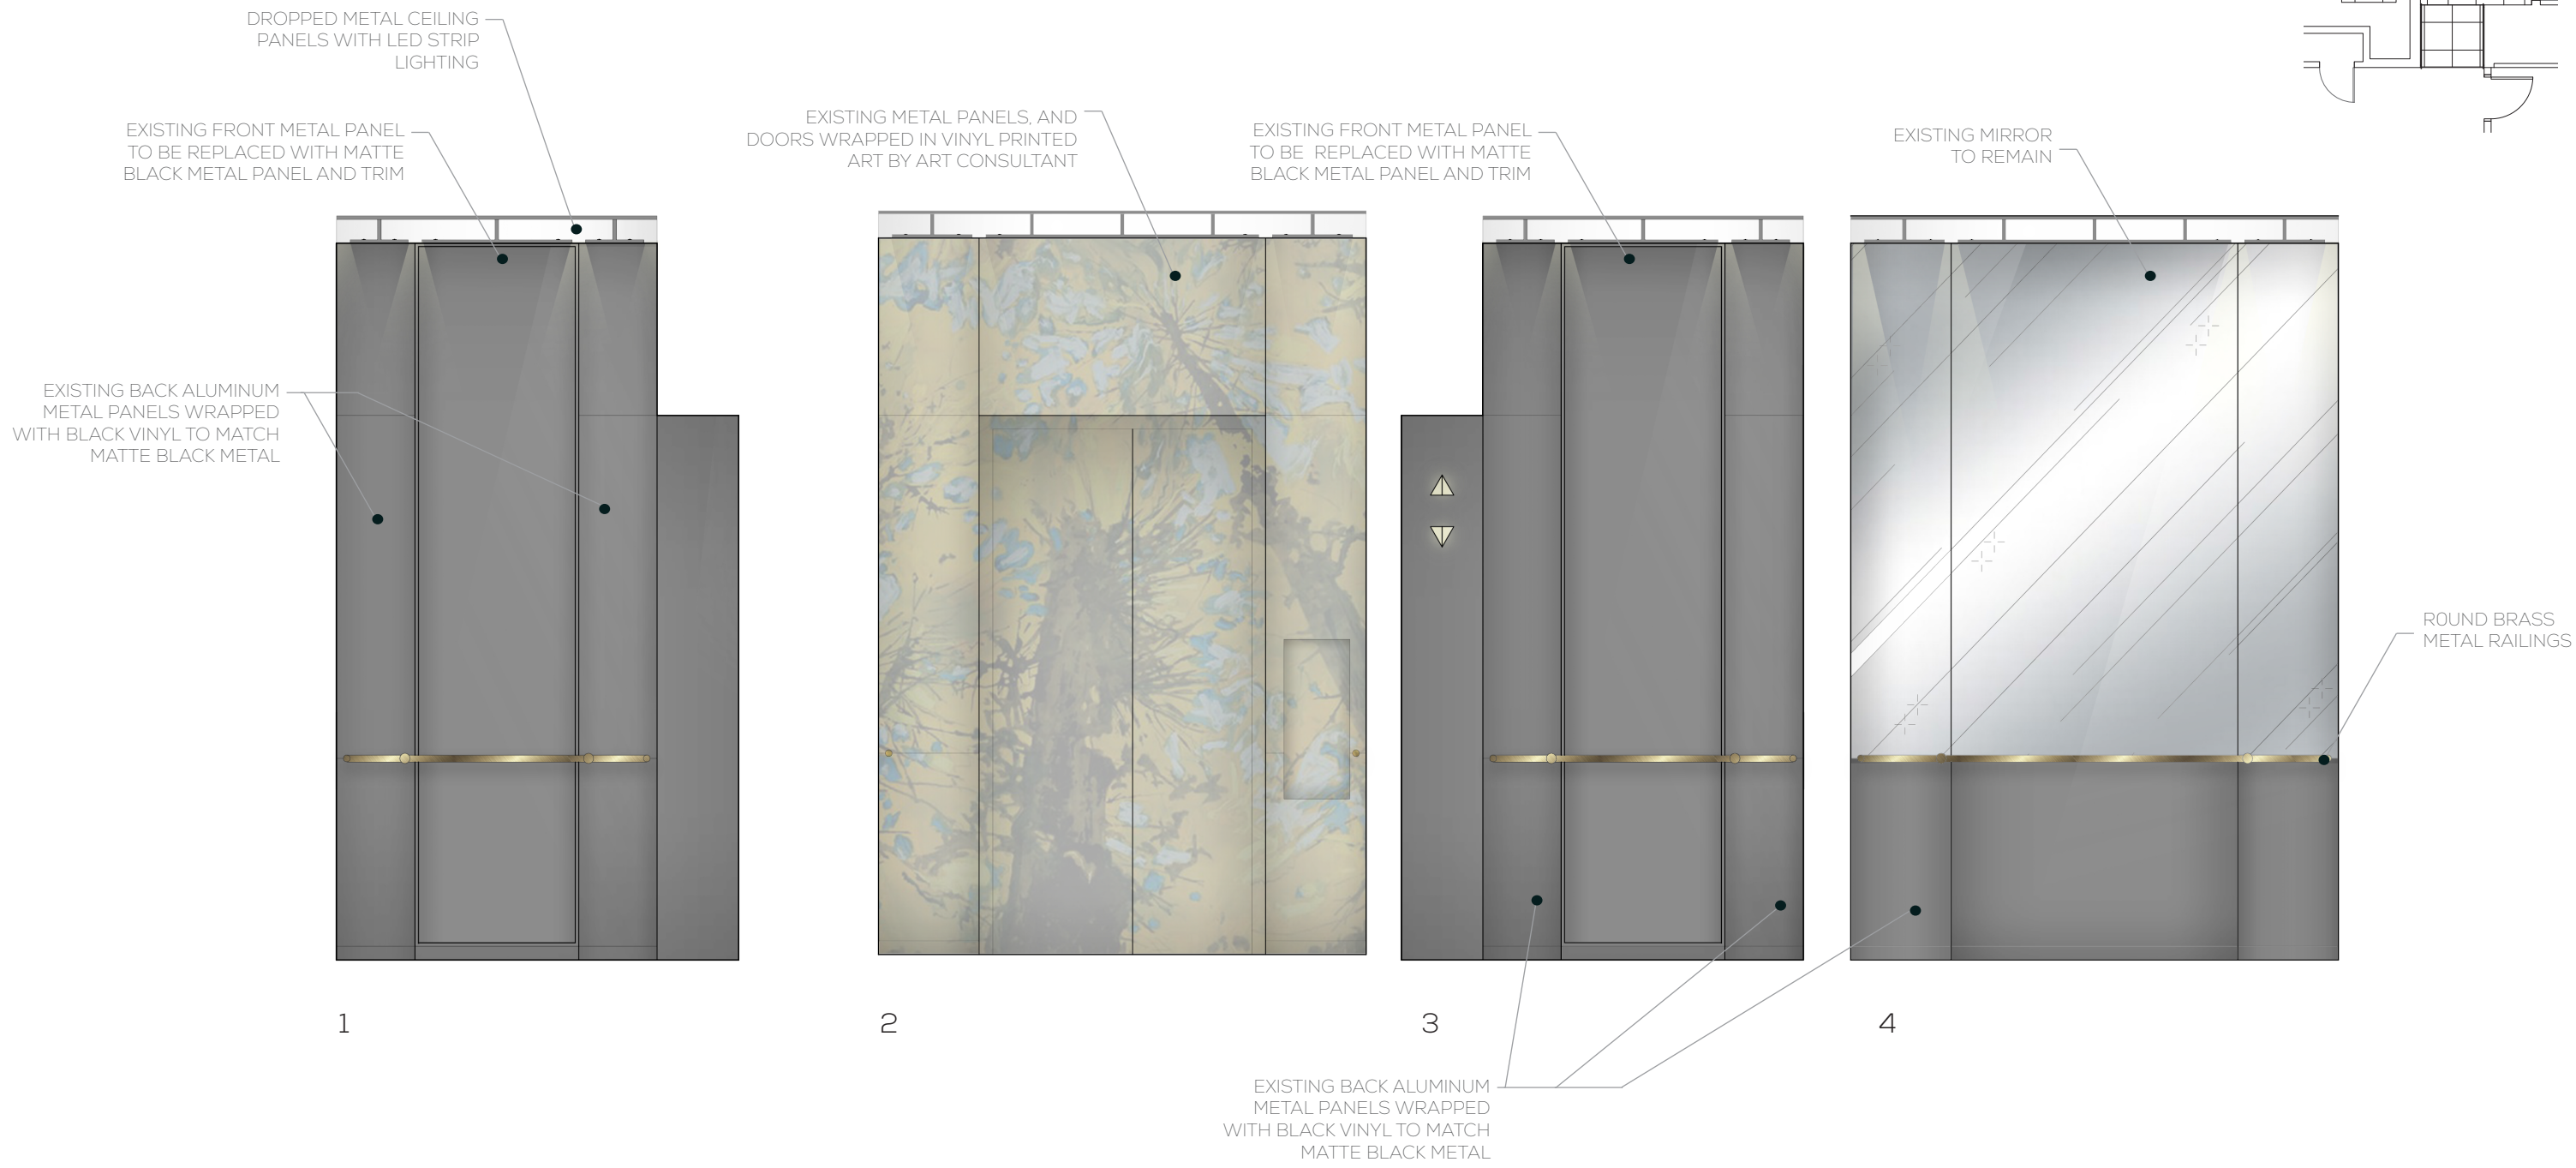 DROPPED METAL CEILING
PANELS WITH LED STRIP
LIGHTING
EXISTING FRONT METAL PANEL
TO BE REPLACED WITH MATTE
BLACK METAL PANEL AND TRIM
EXISTING METAL PANELS, AND
DOORS WRAPPED IN VINYL PRINTED
ART BY ART CONSULTANT
EXISTING FRONT METAL PANEL
TO BE REPLACED WITH MATTE
BLACK METAL PANEL AND TRIM
EXISTING MIRROR
TO REMAIN
EXISTING BACK ALUMINUM
METAL PANELS WRAPPED
WITH BLACK VINYL TO MATCH
MATTE BLACK METAL
ROUND BRASS
METAL RAILINGS
1
2
3
4
EXISTING BACK ALUMINUM
METAL PANELS WRAPPED
WITH BLACK VINYL TO MATCH
MATTE BLACK METAL